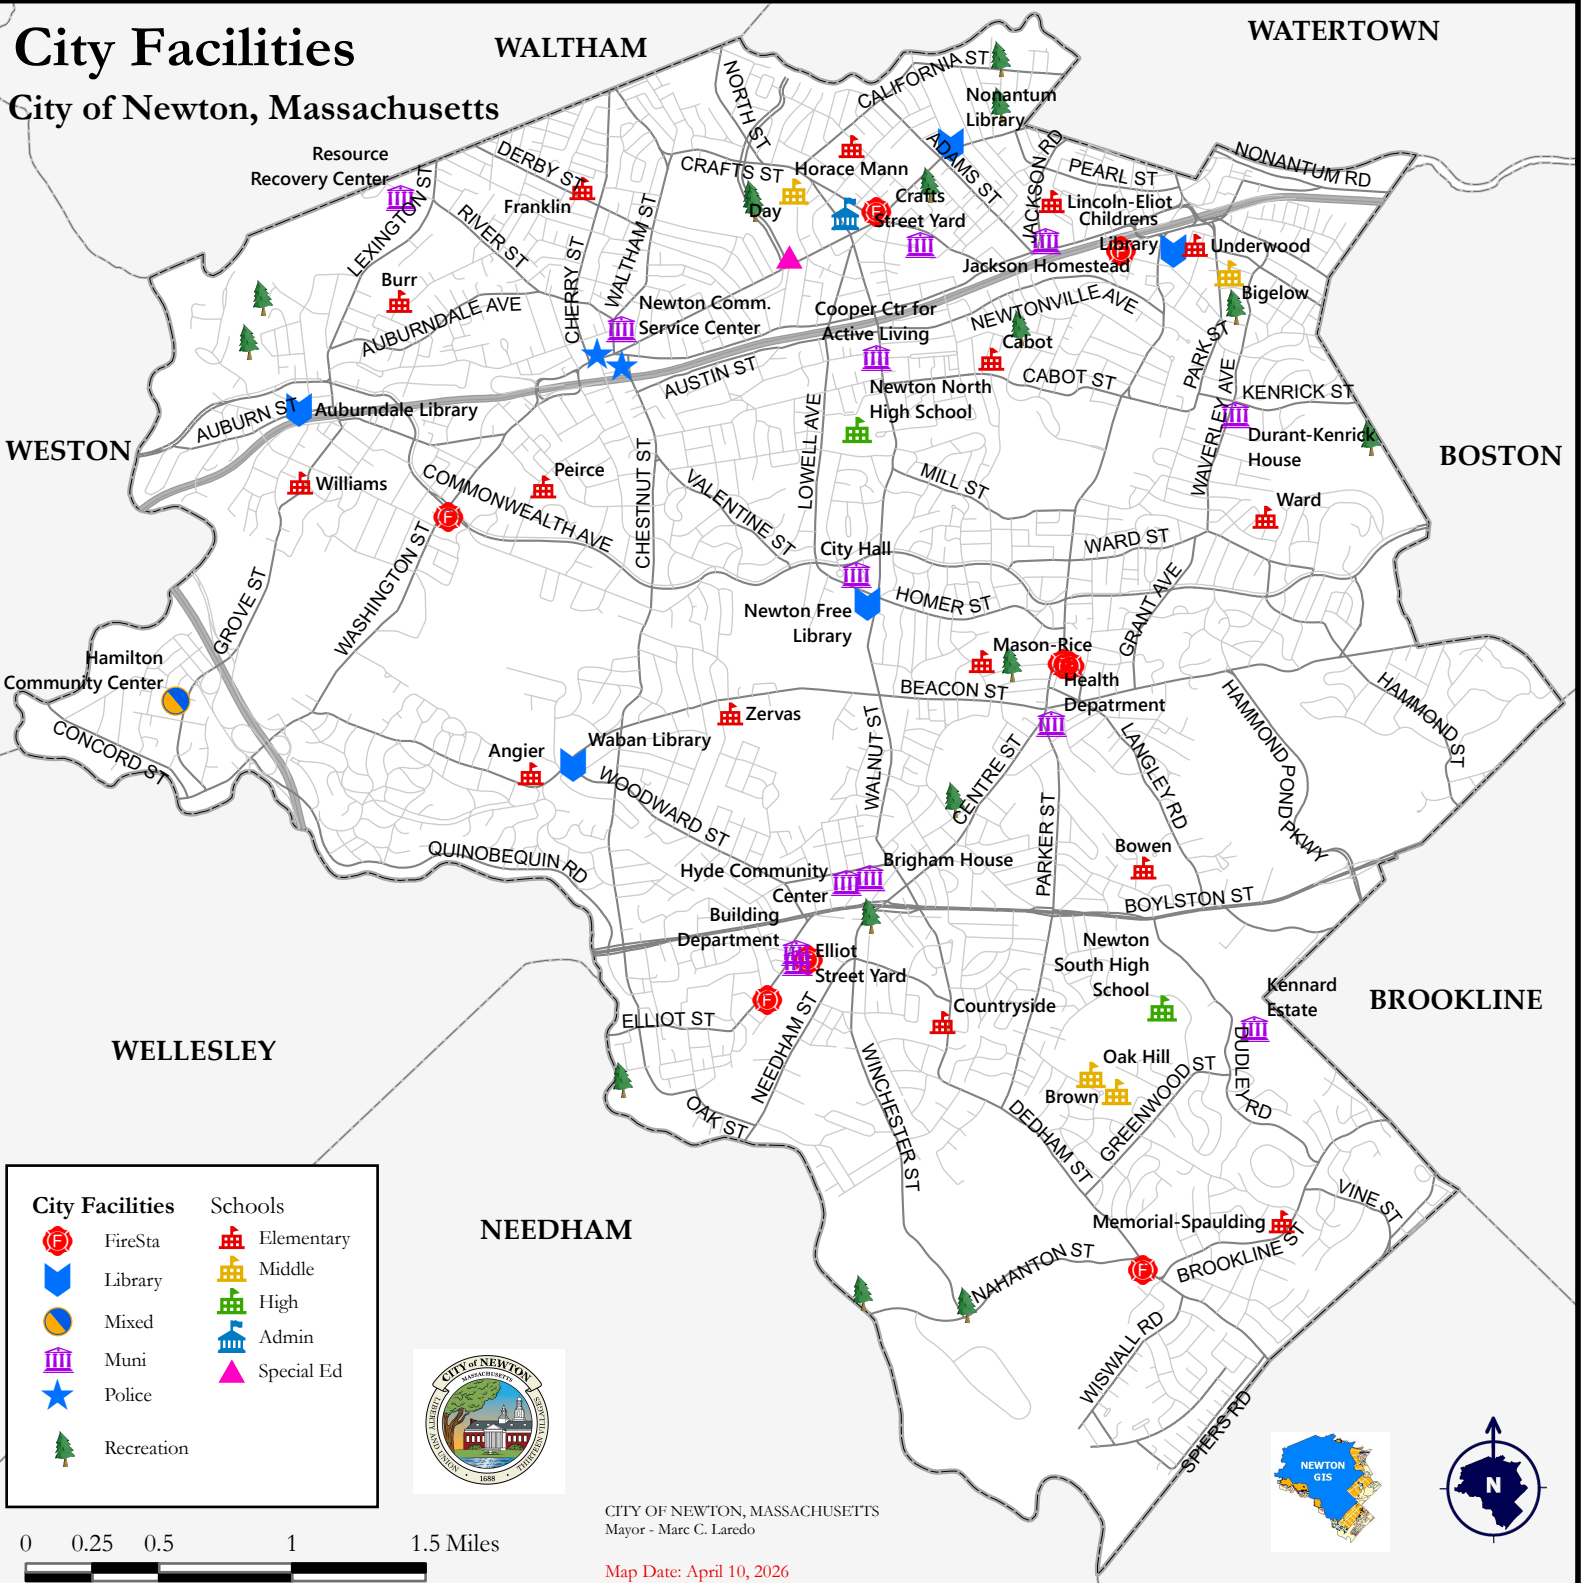 City Facilities
City of Newton, Massachusetts
WALTHAM
WATERTOWN
WESTON
BOSTON
BROOKLINE
WELLESLEY
NEEDHAM
NORTH ST
CALIFORNIA ST
Nonantum
Library
NONANTUM RD
Resource
Recovery Center
DERBY ST
CRAFTS ST
Horace Mann
ADAMS ST
JACKSON RD
PEARL ST
Franklin
LEXINGTON ST
RIVER ST
WALTHAM ST
CHERRY ST
Day
Crafts
Street Yard
Lincoln-Eliot
Childrens
Library
Underwood
Jackson Homestead
Bigelow
Burr
AUBURNDALE AVE
Newton Comm.
Service Center
Cooper Ctr for
Active Living
NEWTONVILLE AVE
Cabot
CABOT ST
PARK ST
WAVERLEY AVE
KENRICK ST
Durant-Kenrick
House
AUSTIN ST
Newton North
High School
LOWELL AVE
AUBURN ST
Auburndale Library
Williams
Peirce
COMMONWEALTH AVE
CHESTNUT ST
VALENTINE ST
MILL ST
Ward
WARD ST
City Hall
HOMER ST
Newton Free
Library
GRANT AVE
GROVE ST
WASHINGTON ST
Hamilton
Community Center
CONCORD ST
Mason-Rice
Health
Depatrment
BEACON ST
HAMMOND ST
HAMMOND POND PKWY
LANGLEY RD
Zervas
Waban Library
Angier
WOODWARD ST
WALNUT ST
CENTRE ST
PARKER ST
QUINOBEQUIN RD
Bowen
BOYLSTON ST
Hyde Community
Center
Brigham House
Building
Department
Elliot
Street Yard
Newton
South High
School
Kennard
Estate
ELLIOT ST
NEEDHAM ST
Countryside
Oak Hill
Brown
GREENWOOD ST
DUDLEY RD
OAK ST
WINCHESTER ST
DEDHAM ST
VINE ST
Memorial-Spaulding
BROOKLINE ST
NAHANTON ST
WISWALL RD
SPIERS RD
City Facilities
FireSta
Library
Mixed
Muni
Police
Recreation
Schools
Elementary
Middle
High
Admin
Special Ed
CITY of NEWTON
MASSACHUSETTS
LIBERTY AND UNION
THIRTEEN VILLAGES
1688
NEWTON
GIS
N
0 0.25 0.5 1 1.5 Miles
CITY OF NEWTON, MASSACHUSETTS
Mayor - Marc C. Laredo
Map Date: April 10, 2026